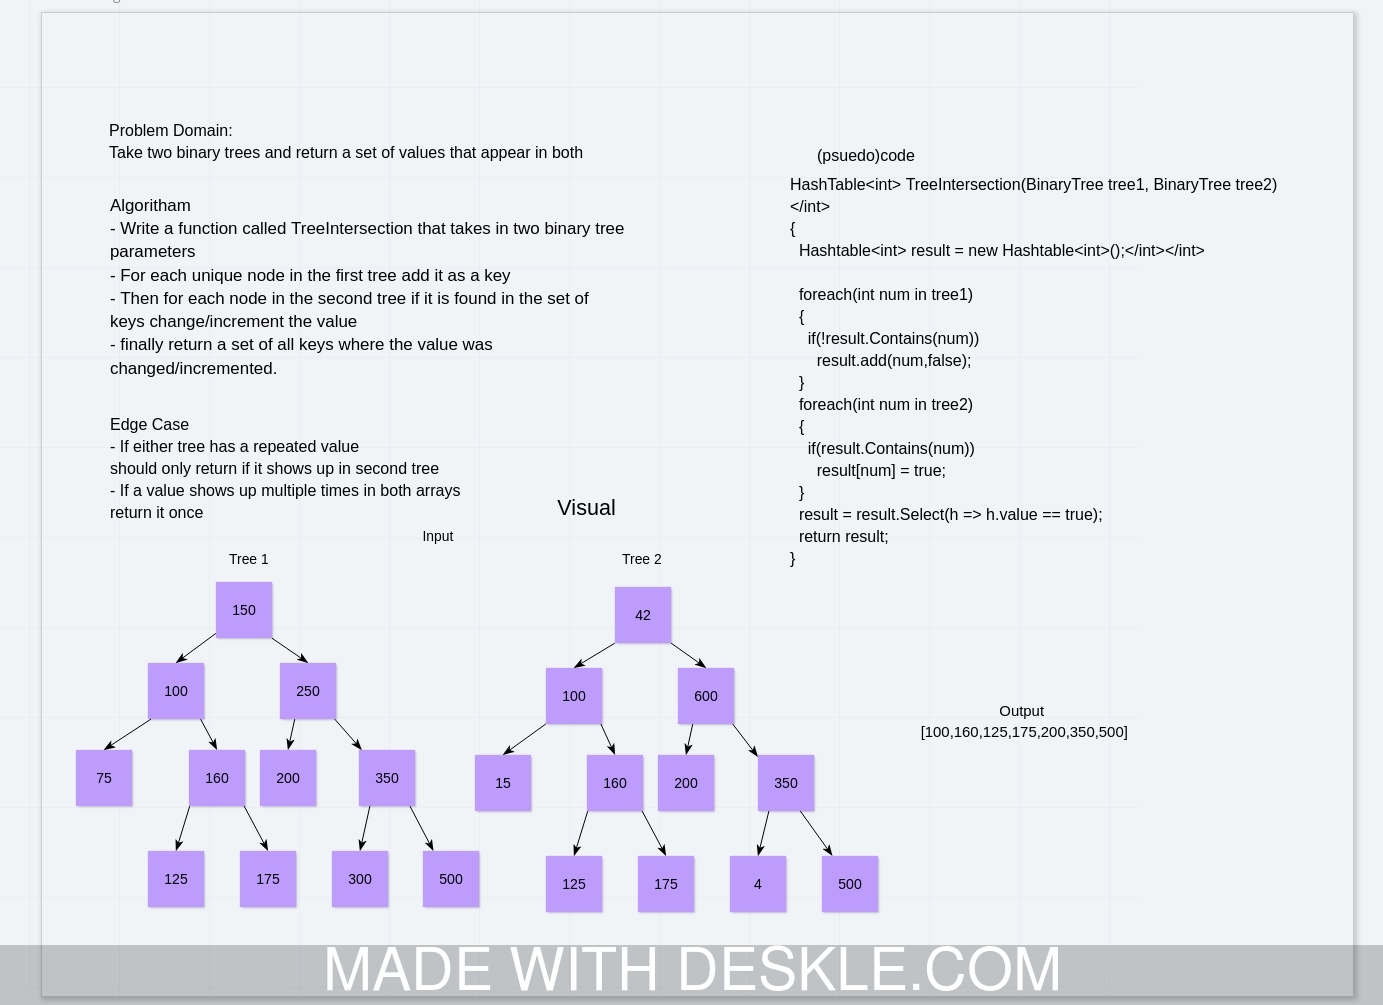 Problem Domain:
Take two binary trees and return a set of values that appear in both
Algoritham
- Write a function called TreeIntersection that takes in two binary tree
parameters
- For each unique node in the first tree add it as a key
- Then for each node in the second tree if it is found in the set of
keys change/increment the value
- finally return a set of all keys where the value was
changed/incremented.
Edge Case
- If either tree has a repeated value
should only return if it shows up in second tree
- If a value shows up multiple times in both arrays
return it once
(psuedo)code
HashTable<int> TreeIntersection(BinaryTree tree1, BinaryTree tree2)
</int>
{
Hashtable<int> result = new Hashtable<int>();</int></int>
foreach(int num in tree1)
{
if(!result.Contains(num))
result.add(num,false);
}
foreach(int num in tree2)
{
if(result.Contains(num))
result[num] = true;
}
result = result.Select(h => h.value == true);
return result;
}
Visual
Input
Tree 1
150
100 250
75 160 200 350
125 175 300 500
Tree 2
42
100 600
15 160 200 350
125 175 4 500
Output
[100,160,125,175,200,350,500]
MADE WITH DESKLE.COM